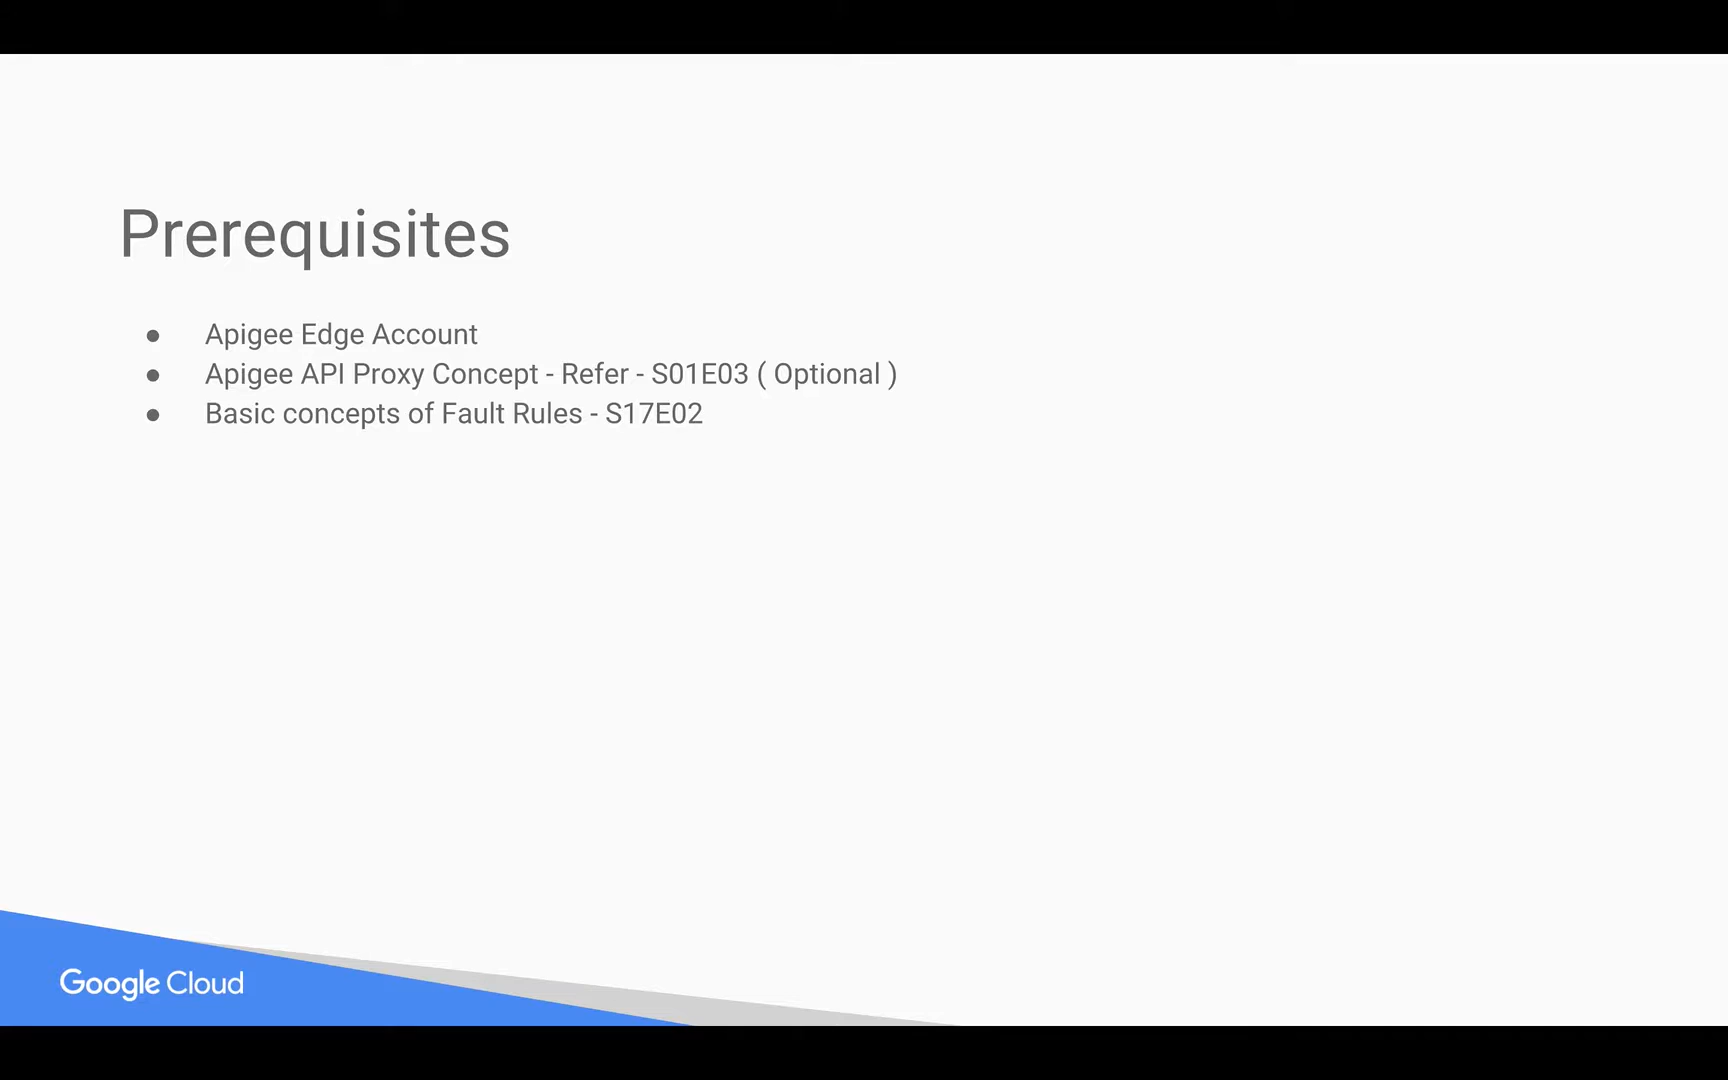 Prerequisites
● Apigee Edge Account
● Apigee API Proxy Concept - Refer - S01E03 ( Optional )
● Basic concepts of Fault Rules - S17E02
Google Cloud